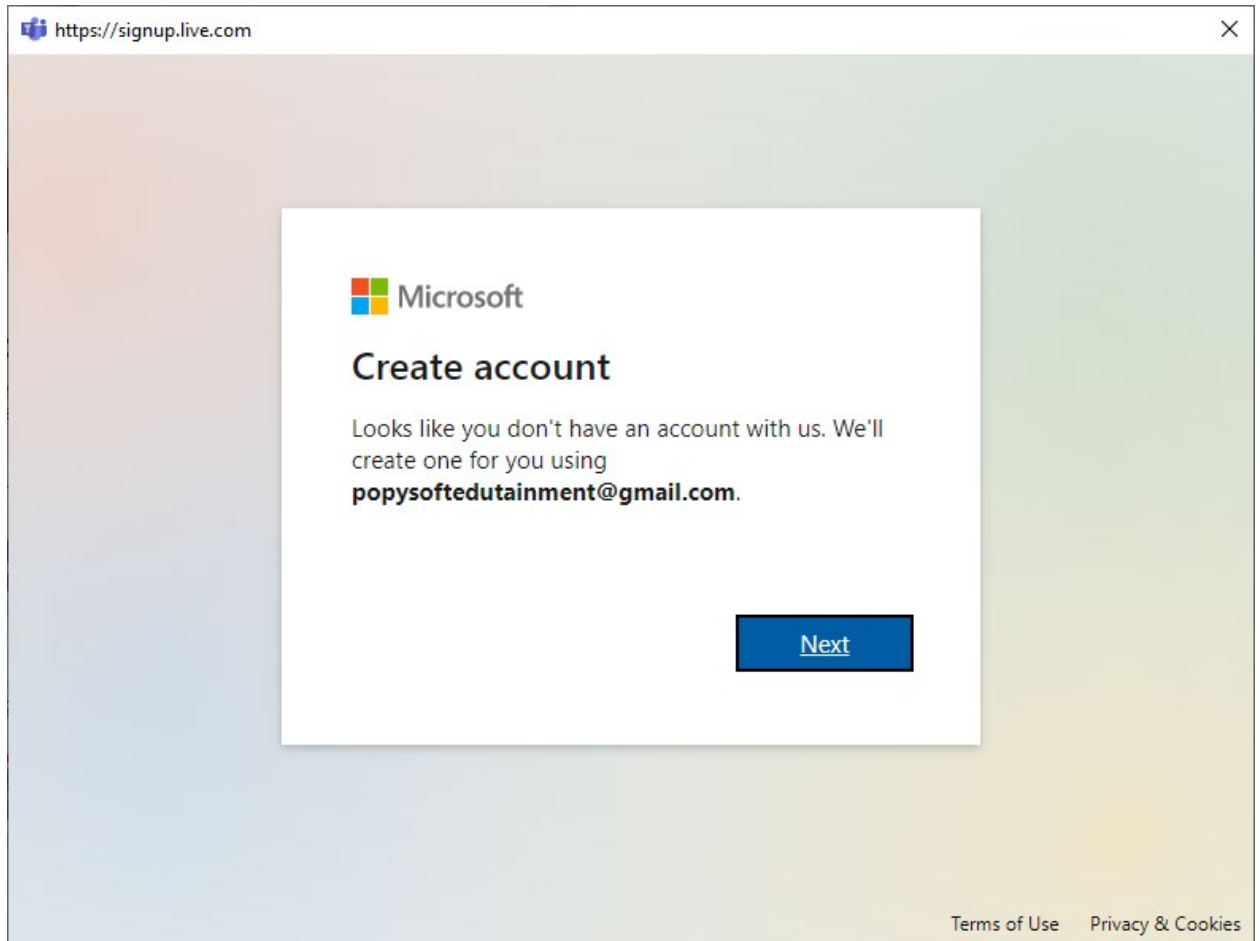 https://signup.live.com
Microsoft
Create account
Looks like you don't have an account with us. We'll
create one for you using
popysoftedutainment@gmail.com.
Next
Terms of Use Privacy & Cookies